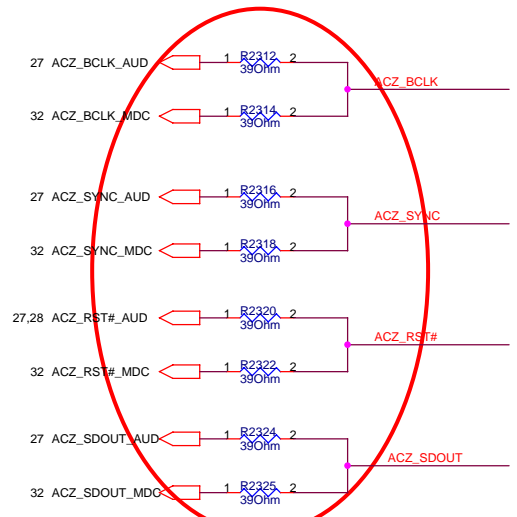 R2312
27 ACZ_BCLK_AUD 1 2
39Ohm
ACZ_BCLK
R2314
32 ACZ_BCLK_MDC 1 2
39Ohm
R2316
27 ACZ_SYNC_AUD 1 2
39Ohm
ACZ_SYNC
R2318
32 ACZ_SYNC_MDC 1 2
39Ohm
R2320
27,28 ACZ_RST#_AUD 1 2
39Ohm
ACZ_RST#
R2322
32 ACZ_RST#_MDC 1 2
39Ohm
R2324
27 ACZ_SDOUT_AUD 1 2
39Ohm
ACZ_SDOUT
R2325
32 ACZ_SDOUT_MDC 1 2
39Ohm